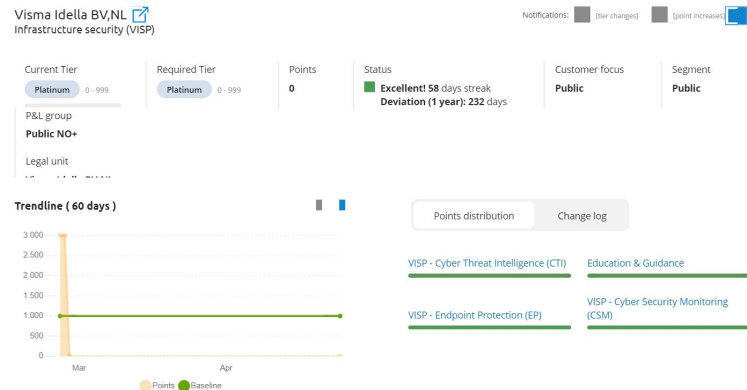 Visma Idella BV,NL
Infrastructure security (VISP)
Notifications: [tier changes] [point increases]
Current Tier Required Tier Points Status Customer focus Segment
Platinum 0 - 999 Platinum 0 - 999 0 Excellent! 58 days streak Public Public
Deviation (1 year): 232 days
P&L group
Public NO+
Legal unit
Trendline ( 60 days )
Points distribution Change log
3.000
2.500
2.000
1.500
1.000
500
0
Mar Apr
Points Baseline
VISP - Cyber Threat Intelligence (CTI) Education & Guidance
VISP - Endpoint Protection (EP) VISP - Cyber Security Monitoring
(CSM)